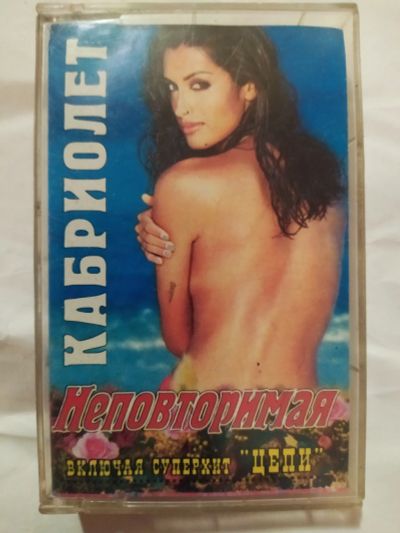 КАБРИОЛЕТ
Неповторимая
ВКЛЮЧАЯ СУПЕРХИТ "ЦЕПИ"